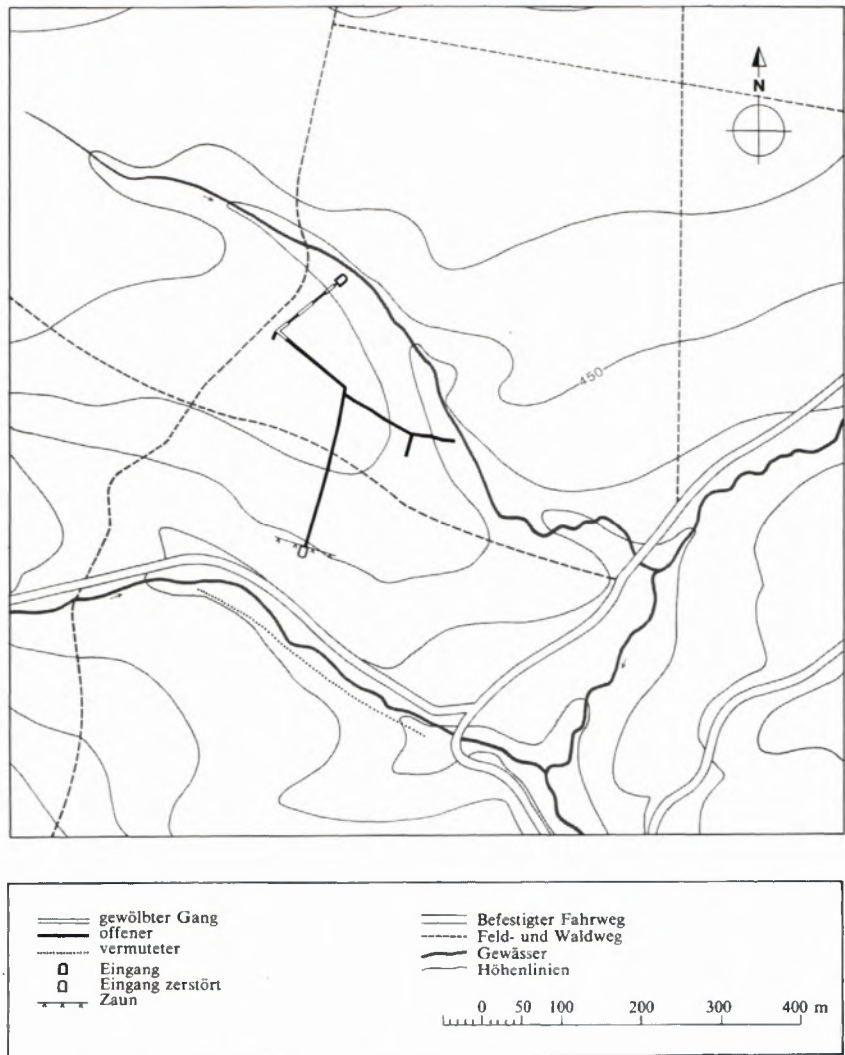 N
450
gewölbter Gang
offener
vermuteter
Eingang
Eingang zerstört
Zaun
Befestigter Fahrweg
Feld- und Waldweg
Gewässer
Höhenlinien
0 50 100 200 300 400 m